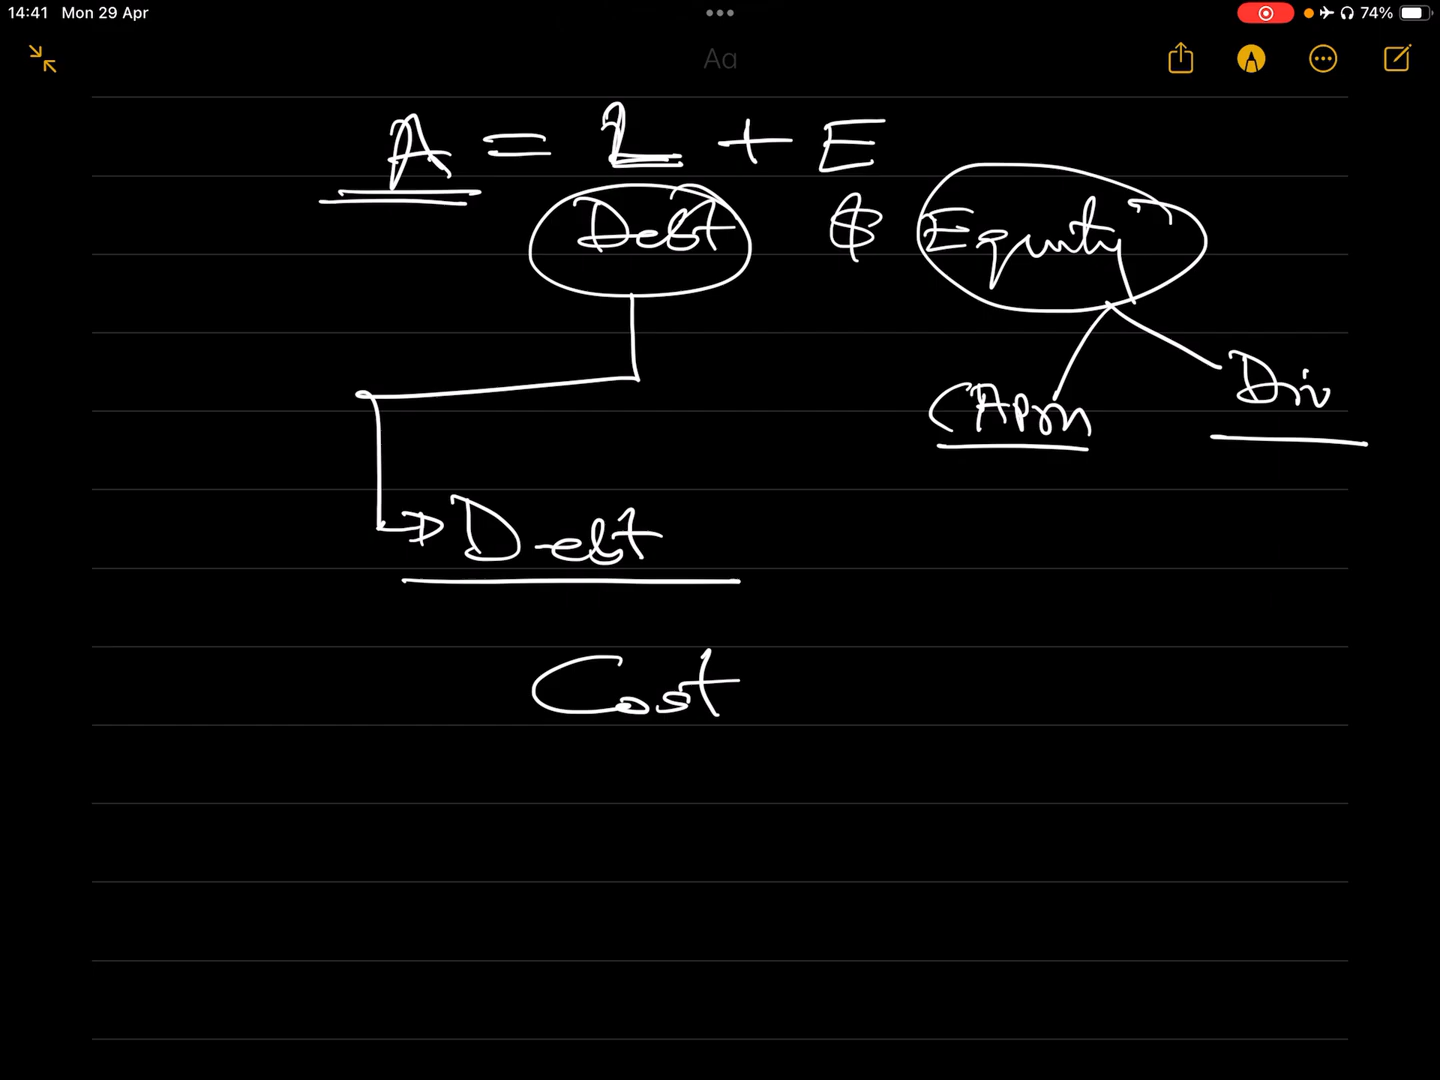 14:41 Mon 29 Apr 74%
Aa
A = L + E
Debt & Equity
CAPM Div
Debt
Cost